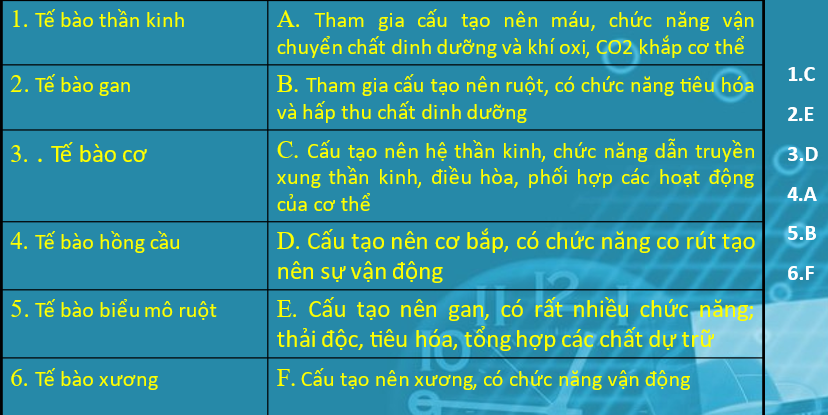 1. Tế bào thần kinh
A. Tham gia cấu tạo nên máu, chức năng vận
chuyển chất dinh dưỡng và khí oxi, CO2 khắp cơ thể
2. Tế bào gan
B. Tham gia cấu tạo nên ruột, có chức năng tiêu hóa
và hấp thu chất dinh dưỡng
3. . Tế bào cơ
C. Cấu tạo nên hệ thần kinh, chức năng dẫn truyền
xung thần kinh, điều hòa, phối hợp các hoạt động
của cơ thể
4. Tế bào hồng cầu
D. Cấu tạo nên cơ bắp, có chức năng co rút tạo
nên sự vận động
5. Tế bào biểu mô ruột
E. Cấu tạo nên gan, có rất nhiều chức năng;
thải độc, tiêu hóa, tổng hợp các chất dự trữ
6. Tế bào xương
F. Cấu tạo nên xương, có chức năng vận động
1.C
2.E
3.D
4.A
5.B
6.F
11
12
1
10